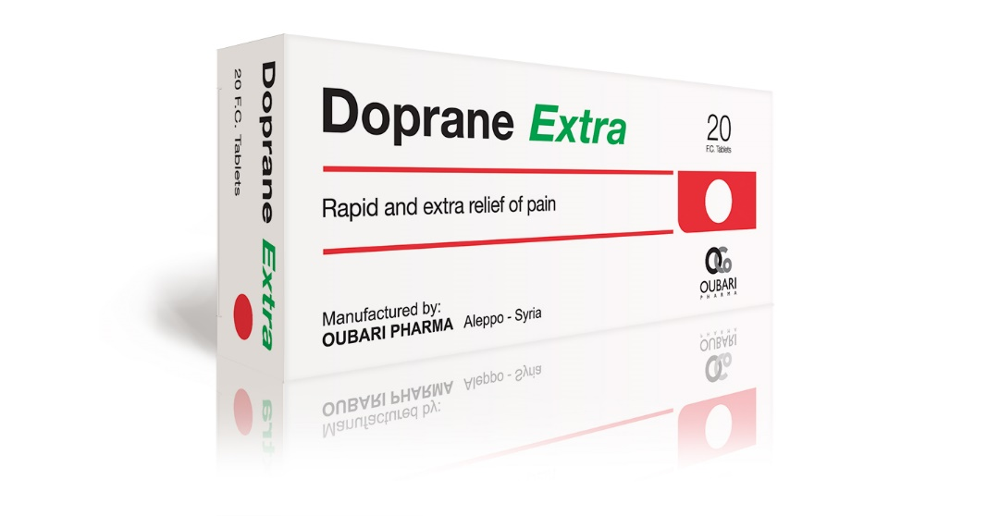 Doprane Extra
20 F.C. Tablets
Doprane Extra
20
F.C. Tablets
Rapid and extra relief of pain
OUBARI
PHARMA
Manufactured by:
OUBARI PHARMA Aleppo - Syria